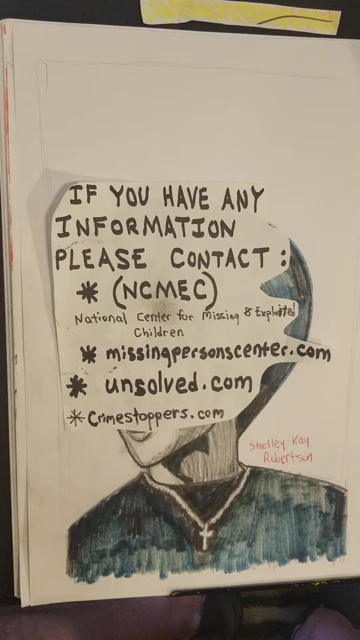 IF YOU HAVE ANY
INFORMATION
PLEASE CONTACT :
* (NCMEC)
National Center for Missing & Exploited
Children
* missingpersonscenter.com
* unsolved.com
* Crimestoppers.com
Shelley Kay
Robertson